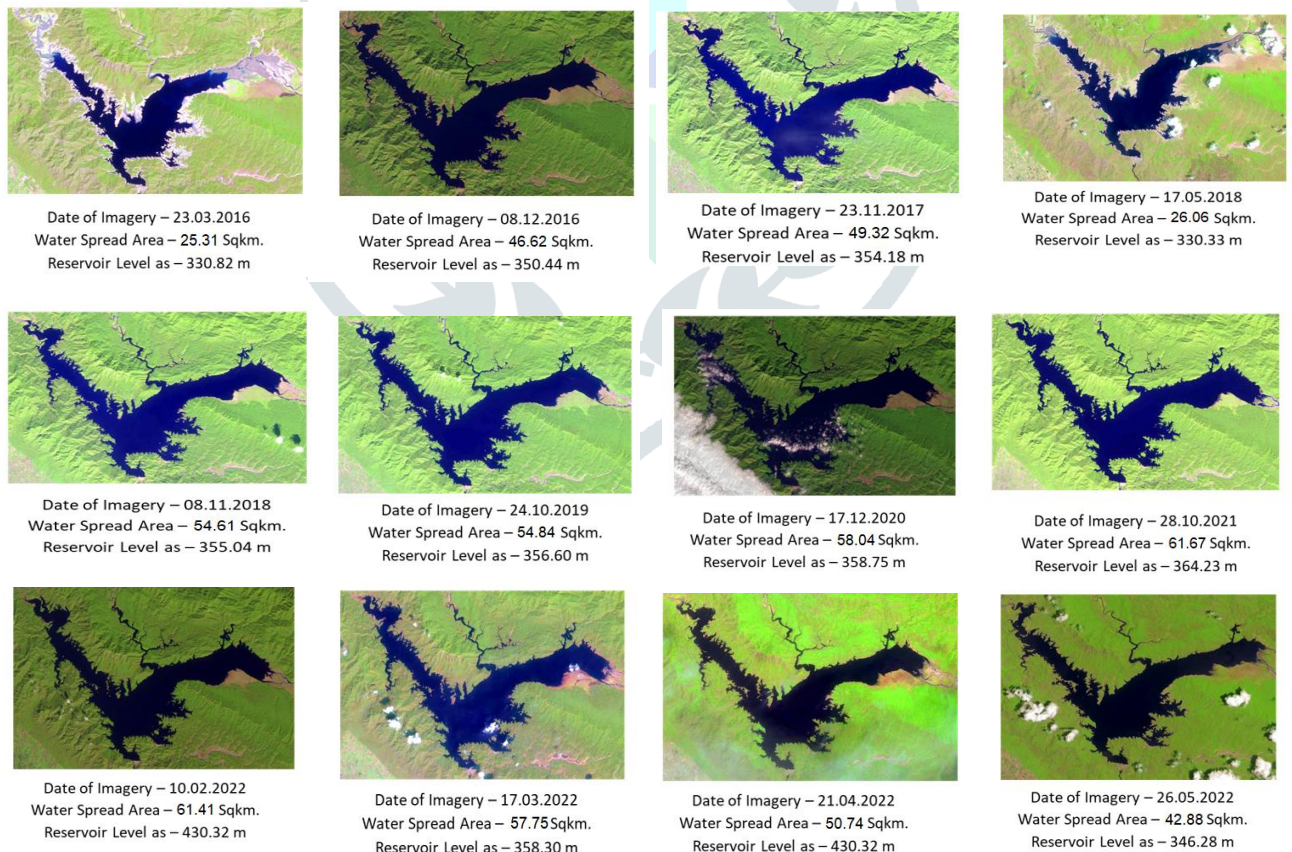 Date of Imagery – 23.03.2016
Water Spread Area – 25.31 Sqkm.
Reservoir Level as – 330.82 m
Date of Imagery – 08.12.2016
Water Spread Area – 46.62 Sqkm.
Reservoir Level as – 350.44 m
Date of Imagery – 23.11.2017
Water Spread Area – 49.32 Sqkm.
Reservoir Level as – 354.18 m
Date of Imagery – 17.05.2018
Water Spread Area – 26.06 Sqkm.
Reservoir Level as – 330.33 m
Date of Imagery – 08.11.2018
Water Spread Area – 54.61 Sqkm.
Reservoir Level as – 355.04 m
Date of Imagery – 24.10.2019
Water Spread Area – 54.84 Sqkm.
Reservoir Level as – 356.60 m
Date of Imagery – 17.12.2020
Water Spread Area – 58.04 Sqkm.
Reservoir Level as – 358.75 m
Date of Imagery – 28.10.2021
Water Spread Area – 61.67 Sqkm.
Reservoir Level as – 364.23 m
Date of Imagery – 10.02.2022
Water Spread Area – 61.41 Sqkm.
Reservoir Level as – 430.32 m
Date of Imagery – 17.03.2022
Water Spread Area – 57.75Sqkm.
Reservoir Level as – 358.30 m
Date of Imagery – 21.04.2022
Water Spread Area – 50.74 Sqkm.
Reservoir Level as – 430.32 m
Date of Imagery – 26.05.2022
Water Spread Area – 42.88 Sqkm.
Reservoir Level as – 346.28 m